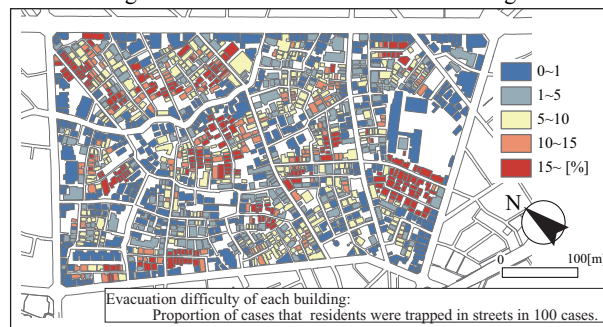 0~1
1~5
5~10
10~15
15~ [%]
N
0 100[m]
Evacuation difficulty of each building:
Proportion of cases that residents were trapped in streets in 100 cases.